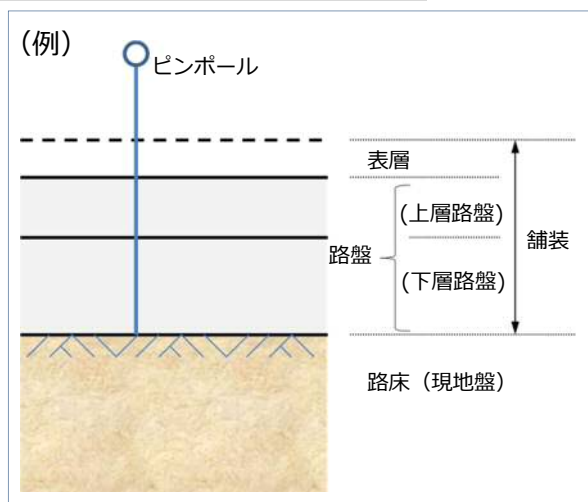 （例）
ピンポール
表層
(上層路盤)
路盤
舗装
(下層路盤)
路床（現地盤）